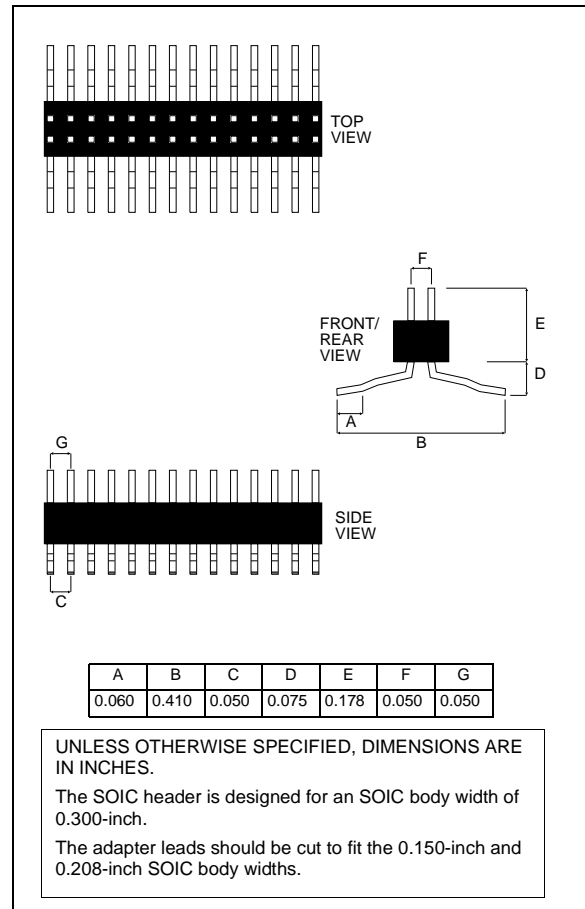 TOP
VIEW
F
FRONT/
REAR
VIEW
E
D
A
B
G
SIDE
VIEW
C
A B C D E F G
0.060 0.410 0.050 0.075 0.178 0.050 0.050
UNLESS OTHERWISE SPECIFIED, DIMENSIONS ARE
IN INCHES.
The SOIC header is designed for an SOIC body width of
0.300-inch.
The adapter leads should be cut to fit the 0.150-inch and
0.208-inch SOIC body widths.